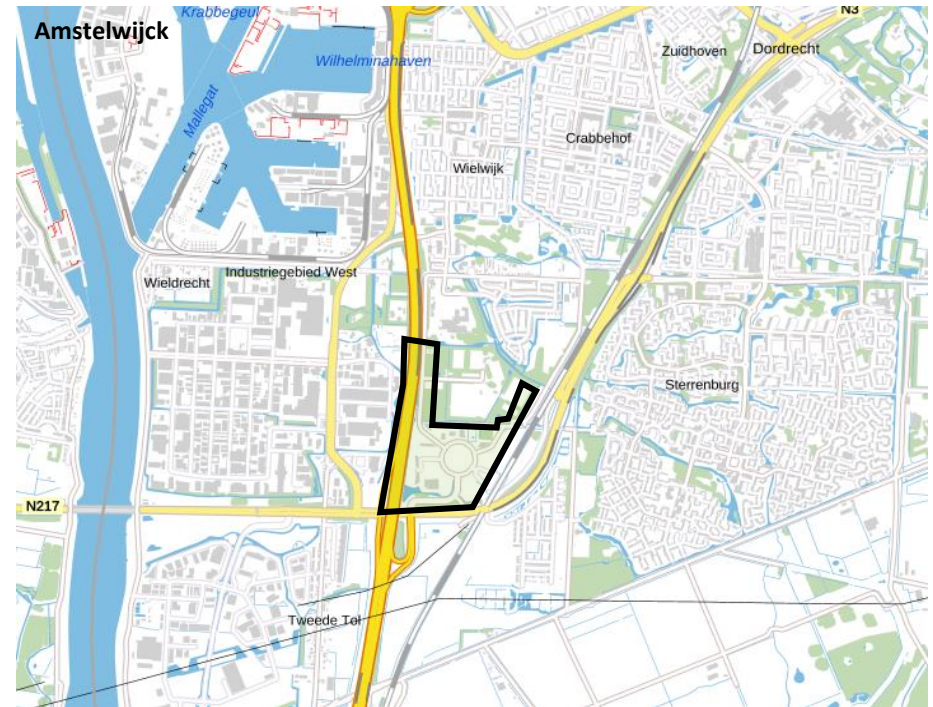 Krabbegeul
N3
Amstelwijck
Zuidhoven
Dordrecht
Wilhelminahaven
Mallegat
Crabbehof
Wielwijk
Industriegebied West
Wieldrecht
Sterrenburg
N217
Tweede Tol